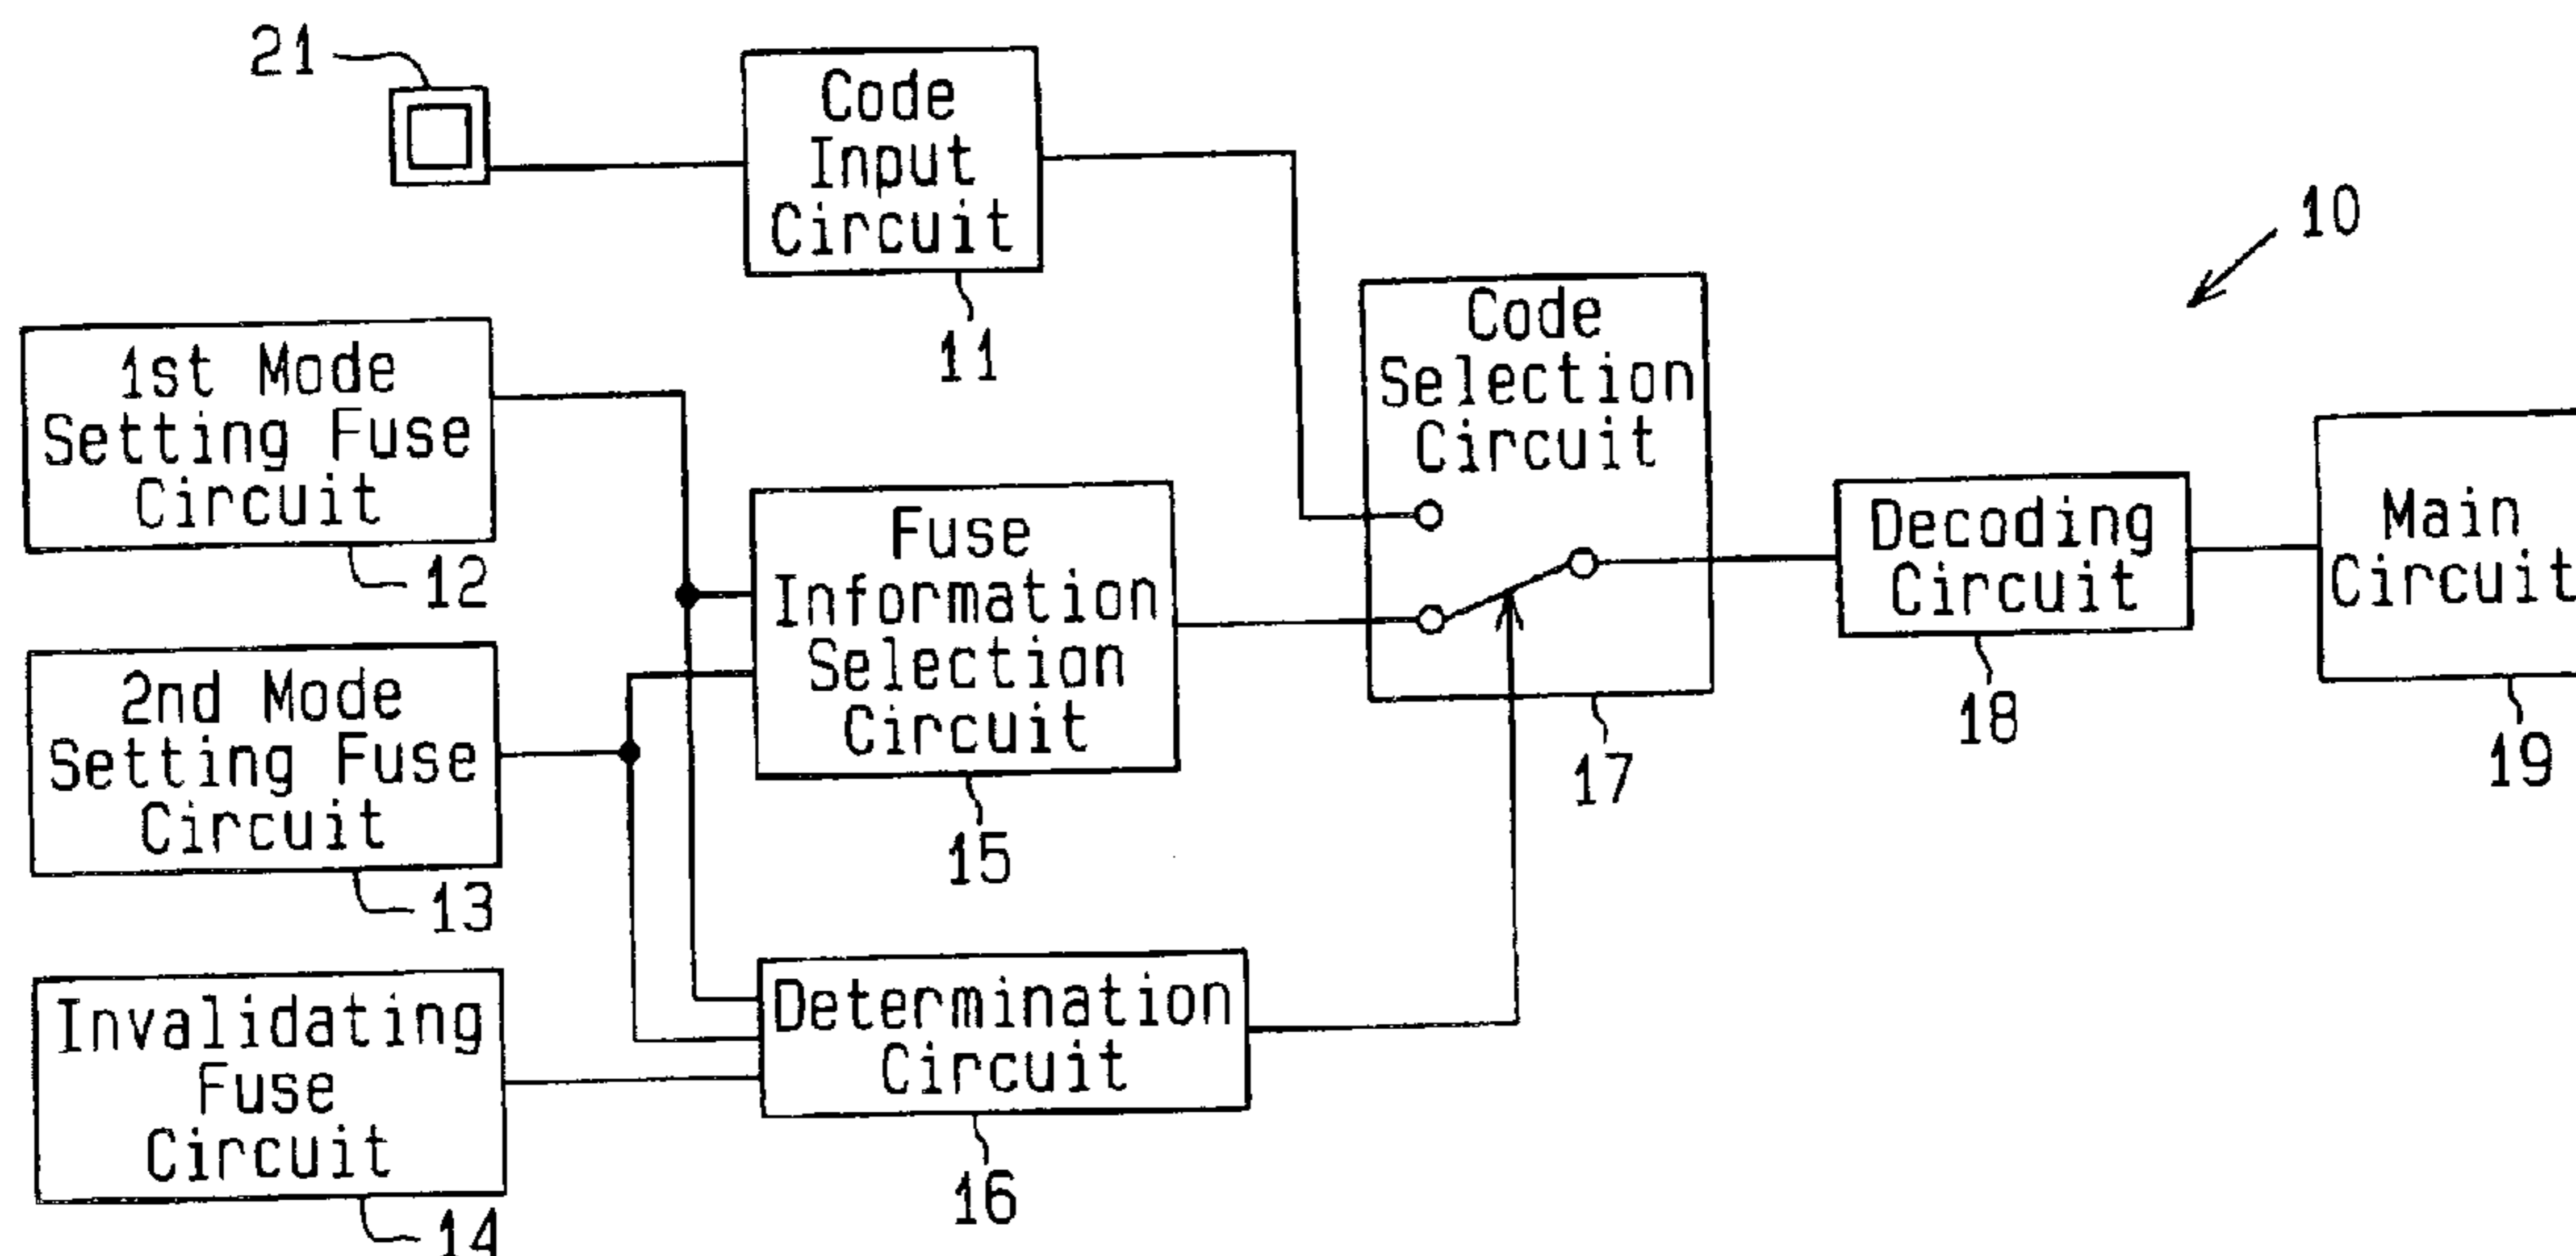 21
Code
Input
Circuit
11
10
1st Mode
Setting Fuse
Circuit
12
Code
Selection
Circuit
17
Fuse
Information
Selection
Circuit
15
Decoding
Circuit
18
Main
Circuit
19
2nd Mode
Setting Fuse
Circuit
13
Invalidating
Fuse
Circuit
14
Determination
Circuit
16